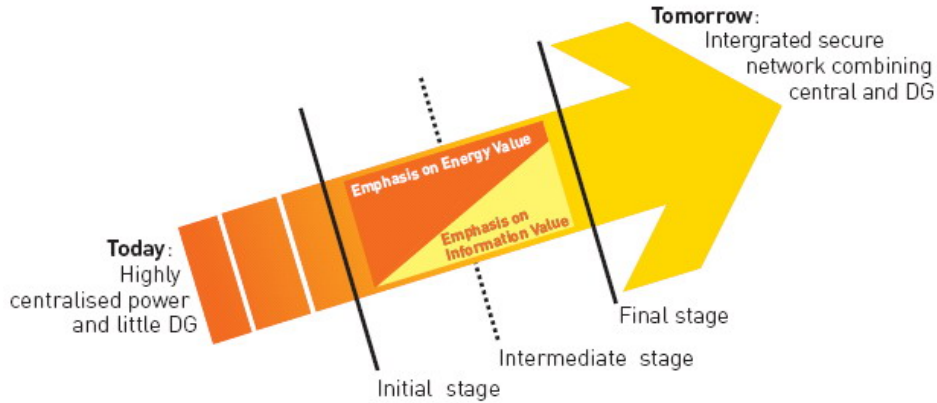 Tomorrow:
Intergrated secure
network combining
central and DG
Emphasis on Energy Value
Emphasis on
Information Value
Today:
Highly
centralised power
and little DG
Final stage
Intermediate stage
Initial stage